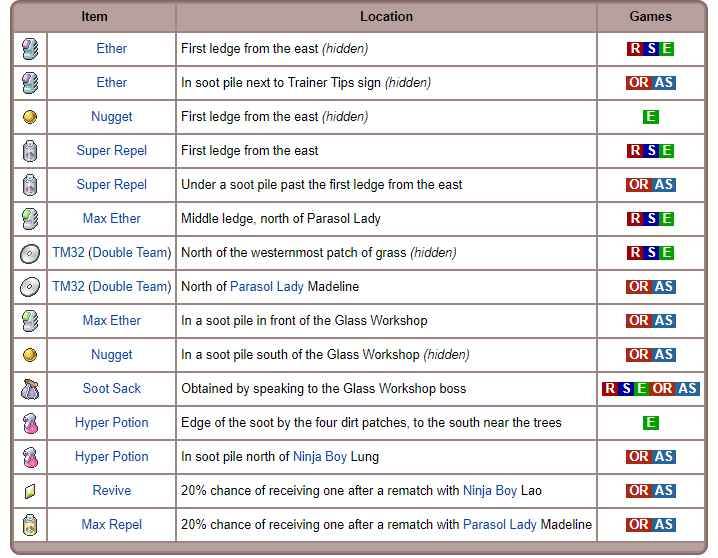 Item Location Games
Ether First ledge from the east (hidden) R S E
Ether In soot pile next to Trainer Tips sign (hidden) OR AS
Nugget First ledge from the east (hidden) E
Super Repel First ledge from the east R S E
Super Repel Under a soot pile past the first ledge from the east OR AS
Max Ether Middle ledge, north of Parasol Lady R S E
TM32 (Double Team) North of the westernmost patch of grass (hidden) R S E
TM32 (Double Team) North of Parasol Lady Madeline OR AS
Max Ether In a soot pile in front of the Glass Workshop OR AS
Nugget In a soot pile south of the Glass Workshop (hidden) OR AS
Soot Sack Obtained by speaking to the Glass Workshop boss R S E OR AS
Hyper Potion Edge of the soot by the four dirt patches, to the south near the trees E
Hyper Potion In soot pile north of Ninja Boy Lung OR AS
Revive 20% chance of receiving one after a rematch with Ninja Boy Lao OR AS
Max Repel 20% chance of receiving one after a rematch with Parasol Lady Madeline OR AS